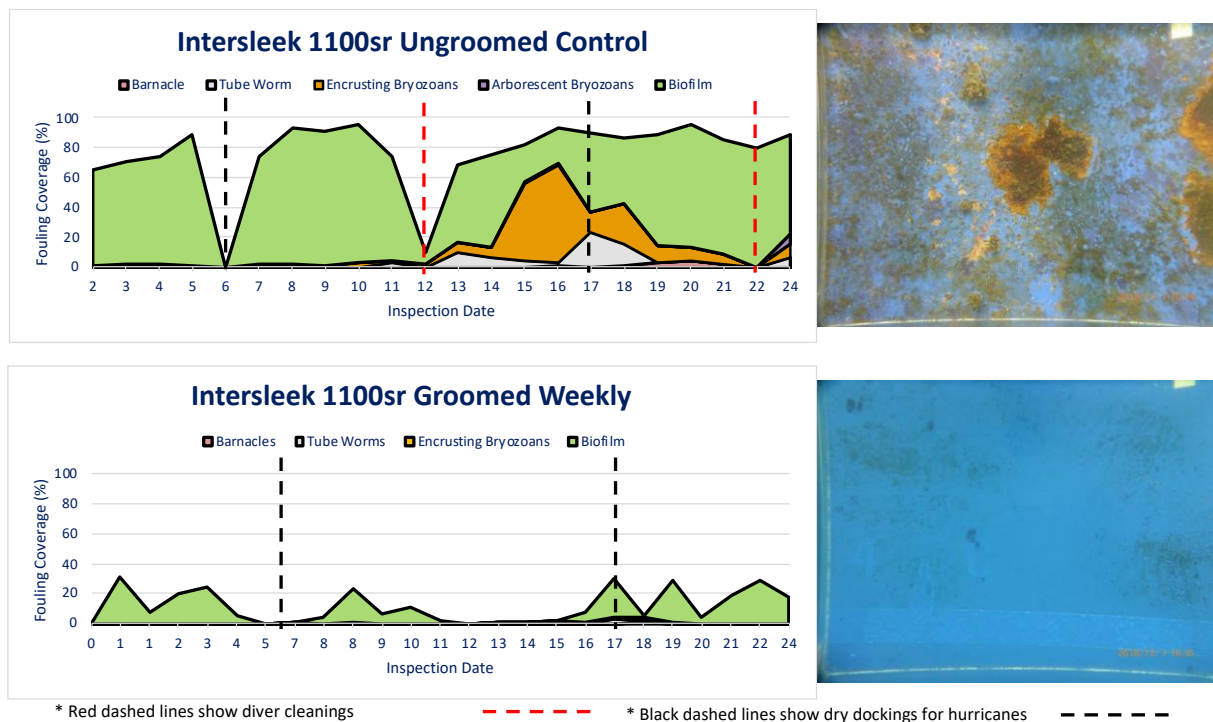 Intersleek 1100sr Ungroomed Control
Barnacle Tube Worm Encrusting Bryozoans Arborescent Bryozoans Biofilm
Fouling Coverage (%)
100
80
60
40
20
0
2 3 4 5 6 7 8 9 10 11 12 13 14 15 16 17 18 19 20 21 22 24
Inspection Date
Intersleek 1100sr Groomed Weekly
Barnacles Tube Worms Encrusting Bryozoans Biofilm
Fouling Coverage (%)
100
80
60
40
20
0
0 1 1 2 3 4 5 6 7 8 9 10 11 12 13 14 15 16 17 18 19 20 21 22 24
Inspection Date
* Red dashed lines show diver cleanings
* Black dashed lines show dry dockings for hurricanes